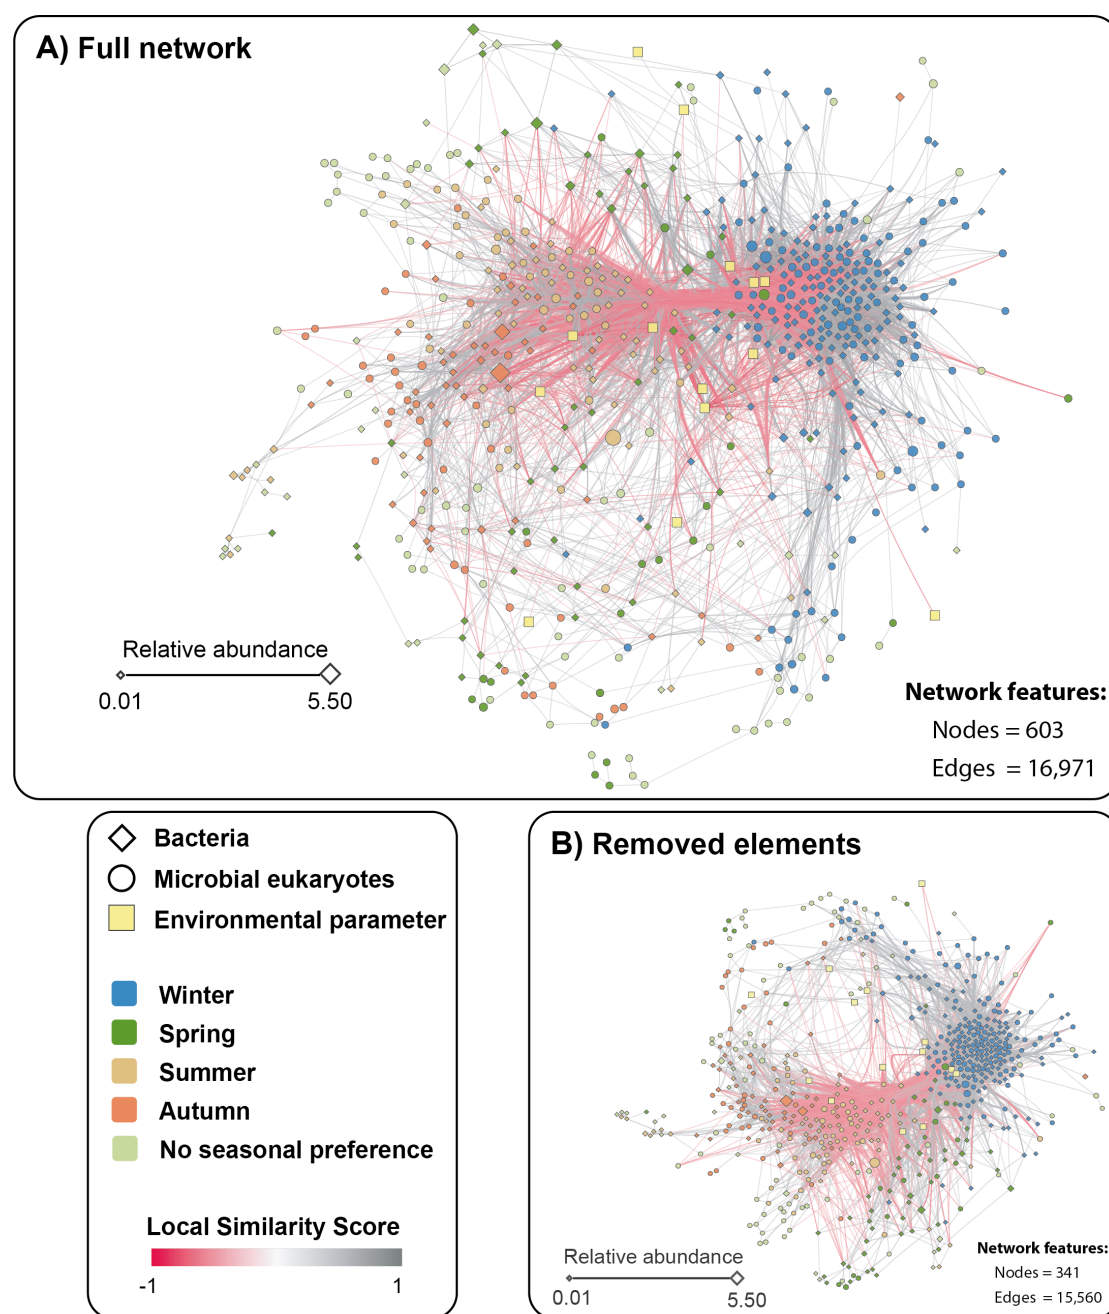 A) Full network
Relative abundance
0.01 5.50
Network features:
Nodes = 603
Edges = 16,971
Bacteria
Microbial eukaryotes
Environmental parameter
Winter
Spring
Summer
Autumn
No seasonal preference
Local Similarity Score
-1 1
B) Removed elements
Relative abundance
0.01 5.50
Network features:
Nodes = 341
Edges = 15,560